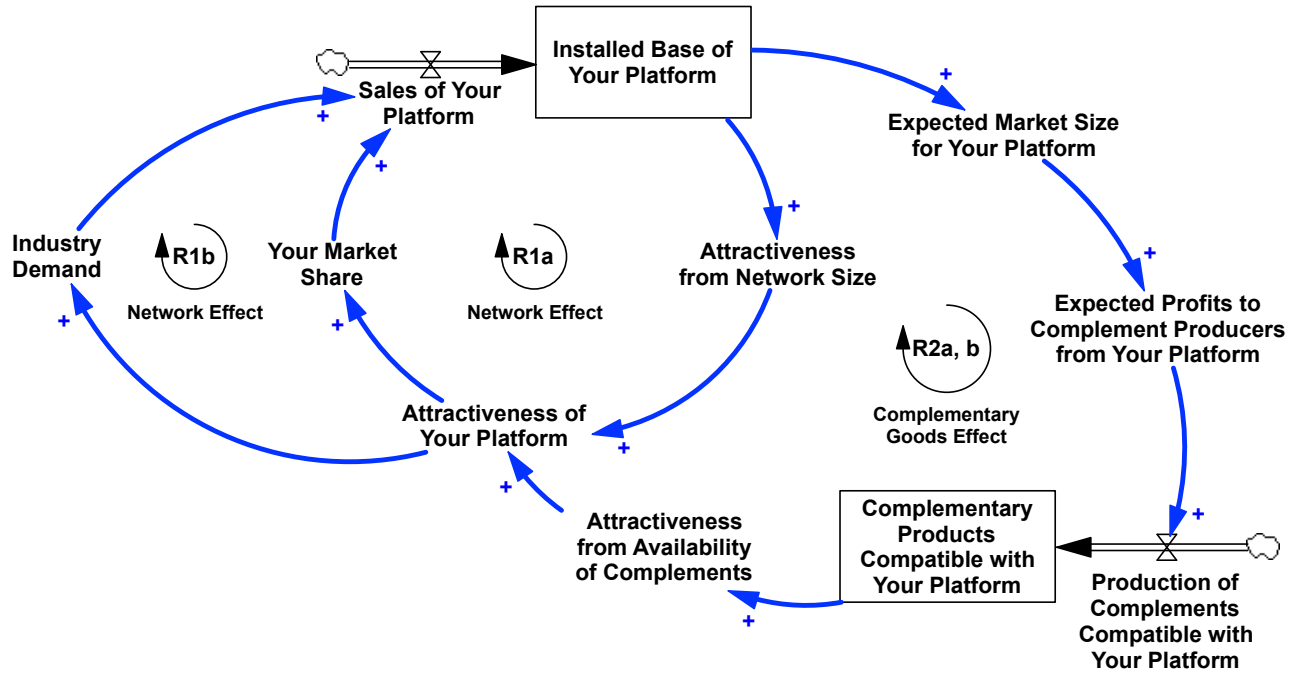 Installed Base of
Your Platform
Sales of Your
Platform
+
+
+
Expected Market Size
for Your Platform
+
Industry
Demand
R1b
Network Effect
Your Market
Share
R1a
Network Effect
Attractiveness
from Network Size
+
Expected Profits to
Complement Producers
from Your Platform
+
+
R2a, b
Complementary
Goods Effect
Attractiveness of
Your Platform
+
+
Attractiveness
from Availability
of Complements
Complementary
Products
Compatible with
Your Platform
+
+
Production of
Complements
Compatible with
Your Platform